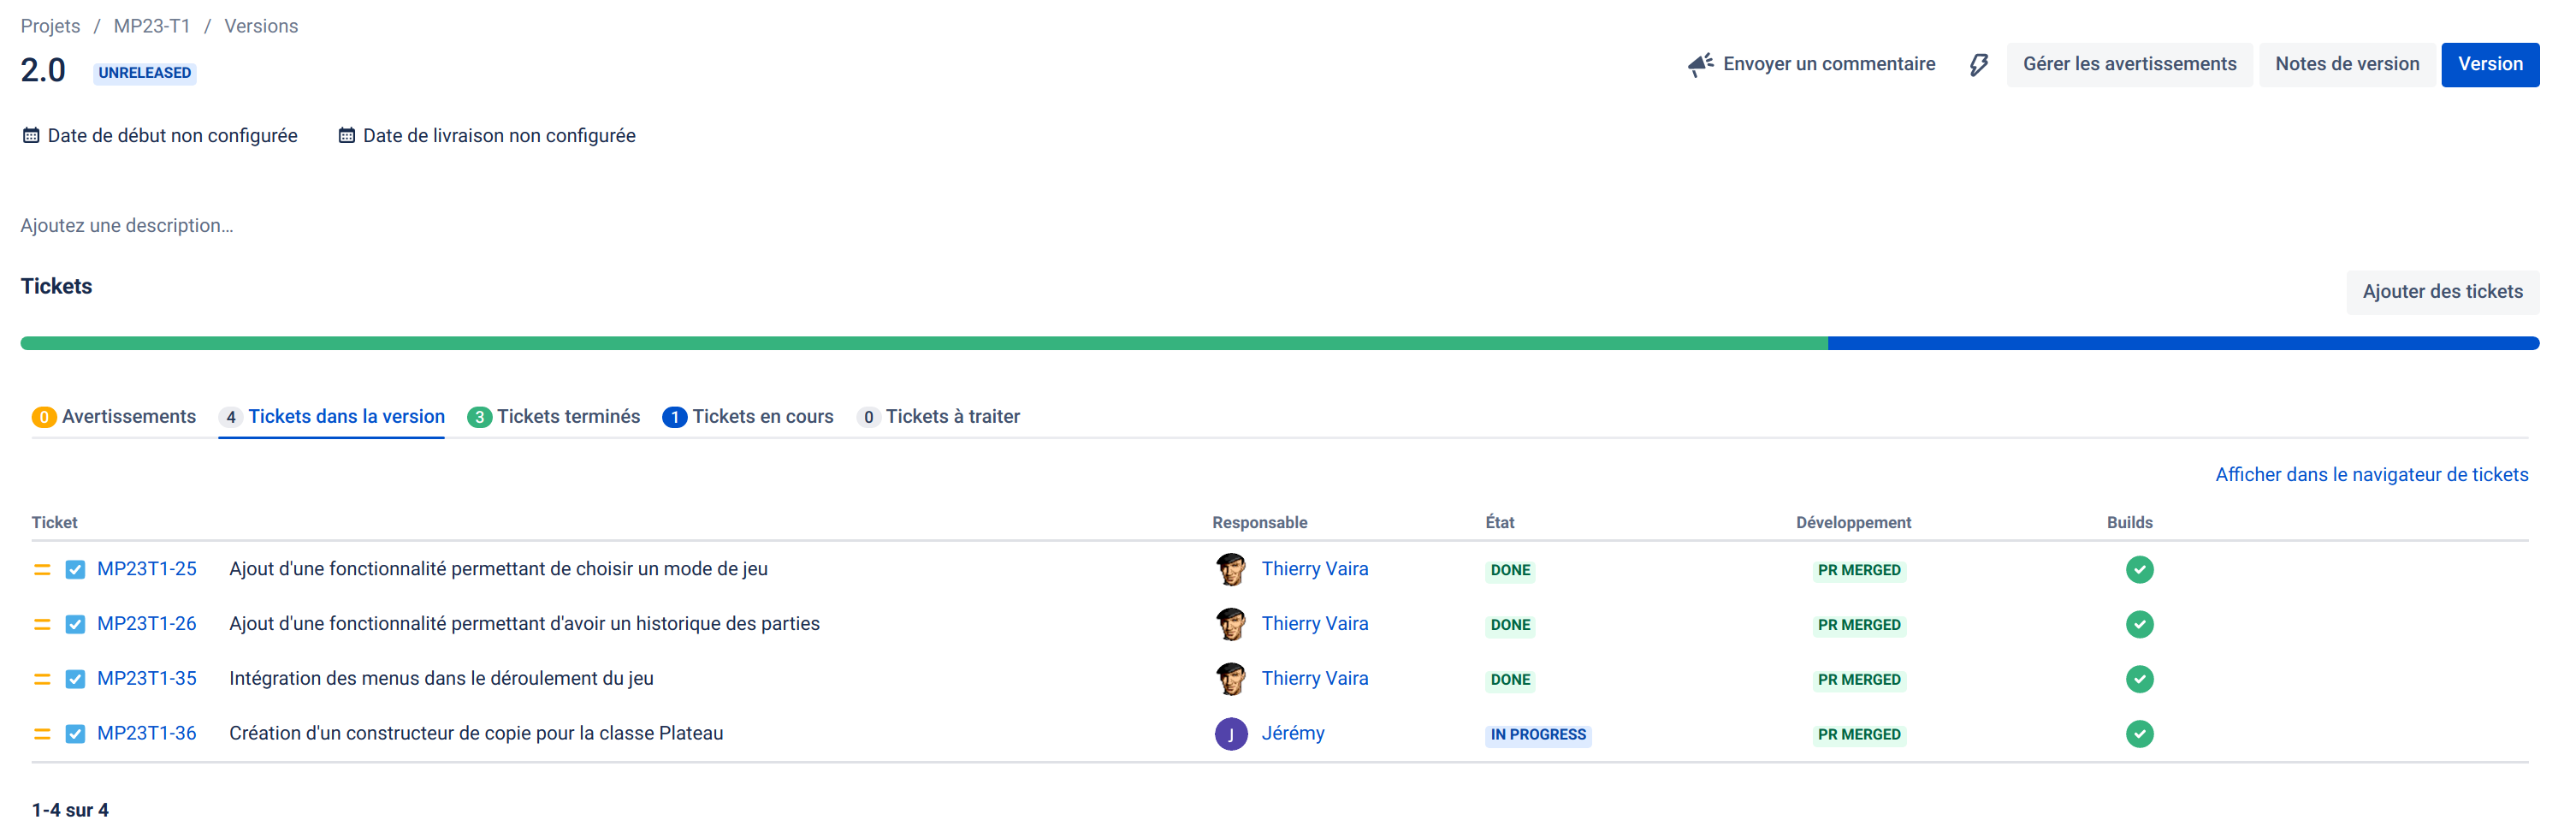 Projets / MP23-T1 / Versions
2.0 UNRELEASED
Envoyer un commentaire Gérer les avertissements Notes de version Version
Date de début non configurée Date de livraison non configurée
Ajoutez une description...
Tickets
Ajouter des tickets
0 Avertissements 4 Tickets dans la version 3 Tickets terminés 1 Tickets en cours 0 Tickets à traiter
Afficher dans le navigateur de tickets
Ticket Responsable État Développement Builds
MP23T1-25 Ajout d'une fonctionnalité permettant de choisir un mode de jeu Thierry Vaira DONE PR MERGED
MP23T1-26 Ajout d'une fonctionnalité permettant d'avoir un historique des parties Thierry Vaira DONE PR MERGED
MP23T1-35 Intégration des menus dans le déroulement du jeu Thierry Vaira DONE PR MERGED
MP23T1-36 Création d'un constructeur de copie pour la classe Plateau J Jérémy IN PROGRESS PR MERGED
1-4 sur 4